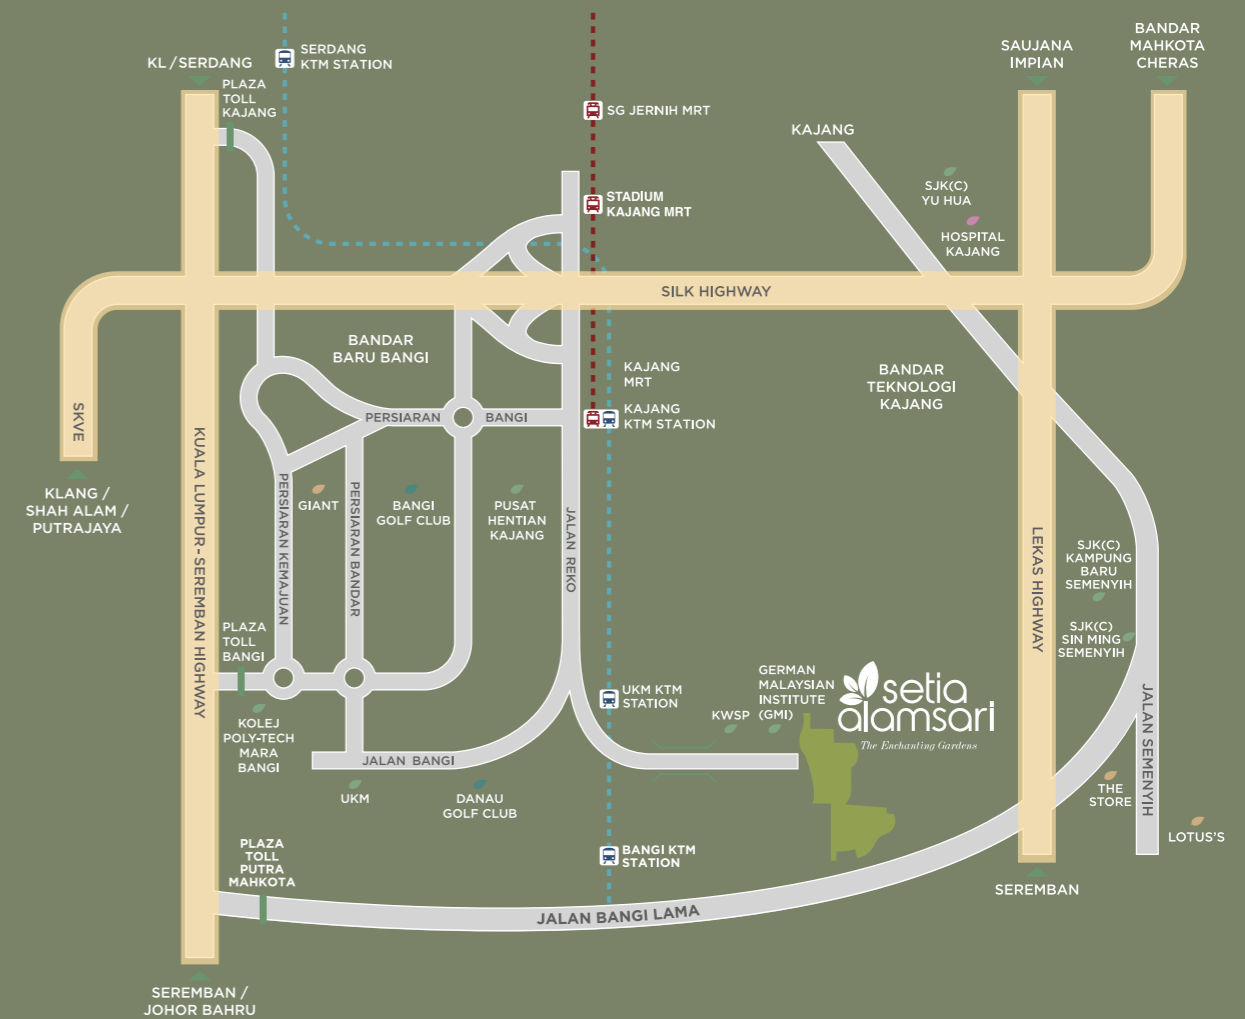 BANDAR
MAHKOTA
CHERAS
SAUJANA
IMPIAN
SERDANG
KTM STATION
KL / SERDANG
PLAZA
TOLL
KAJANG
SG JERNIH MRT
KAJANG
STADIUM
KAJANG MRT
SJK(C)
YU HUA
HOSPITAL
KAJANG
SILK HIGHWAY
BANDAR
BARU BANGI
KAJANG
MRT
KAJANG
KTM STATION
BANDAR
TEKNOLOGI
KAJANG
SKVE
PERSIARAN BANGI
KLANG /
SHAH ALAM /
PUTRAJAYA
KUALA LUMPUR - SEREMBAN HIGHWAY
PERSIARAN KEMAJUAN
GIANT
PERSIARAN BANDAR
BANGI
GOLF CLUB
PUSAT
HENTIAN
KAJANG
JALAN REKO
LEKAS HIGHWAY
SJK(C)
KAMPUNG
BARU
SEMENYIH
SJK(C)
SIN MING
SEMENYIH
PLAZA
TOLL
BANGI
KOLEJ
POLY-TECH
MARA
BANGI
UKM KTM
STATION
KWSP
GERMAN
MALAYSIAN
INSTITUTE
(GMI)
setia
alamsari
The Enchanting Gardens
JALAN SEMENYIH
JALAN BANGI
UKM
DANAU
GOLF CLUB
THE
STORE
LOTUS'S
PLAZA
TOLL
PUTRA
MAHKOTA
BANGI KTM
STATION
SEREMBAN
JALAN BANGI LAMA
SEREMBAN /
JOHOR BAHRU